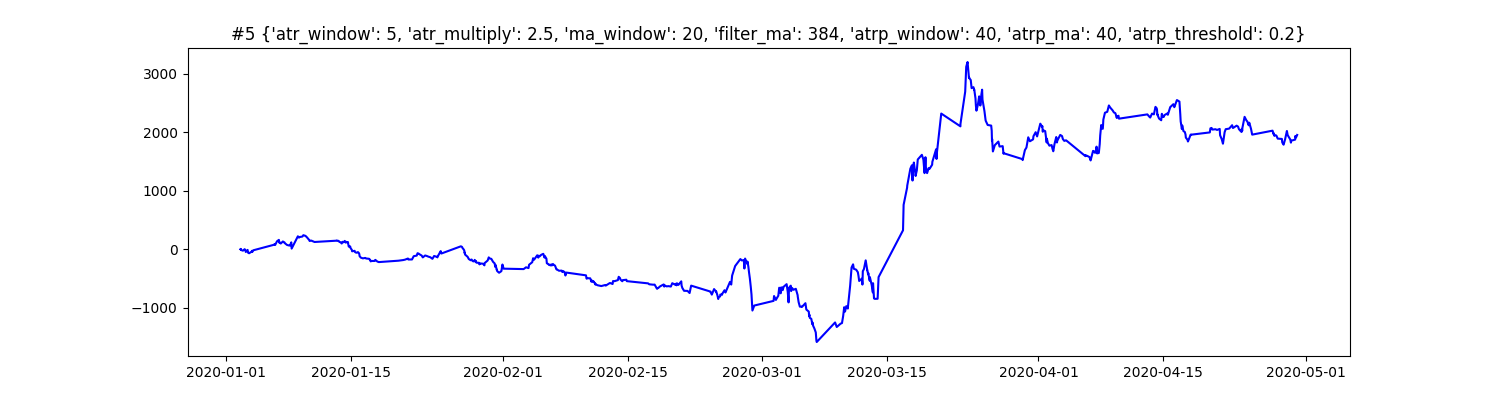 #5 {'atr_window': 5, 'atr_multiply': 2.5, 'ma_window': 20, 'filter_ma': 384, 'atrp_window': 40, 'atrp_ma': 40, 'atrp_threshold': 0.2}
3000
2000
1000
0
−1000
2020-01-01 2020-01-15 2020-02-01 2020-02-15 2020-03-01 2020-03-15 2020-04-01 2020-04-15 2020-05-01